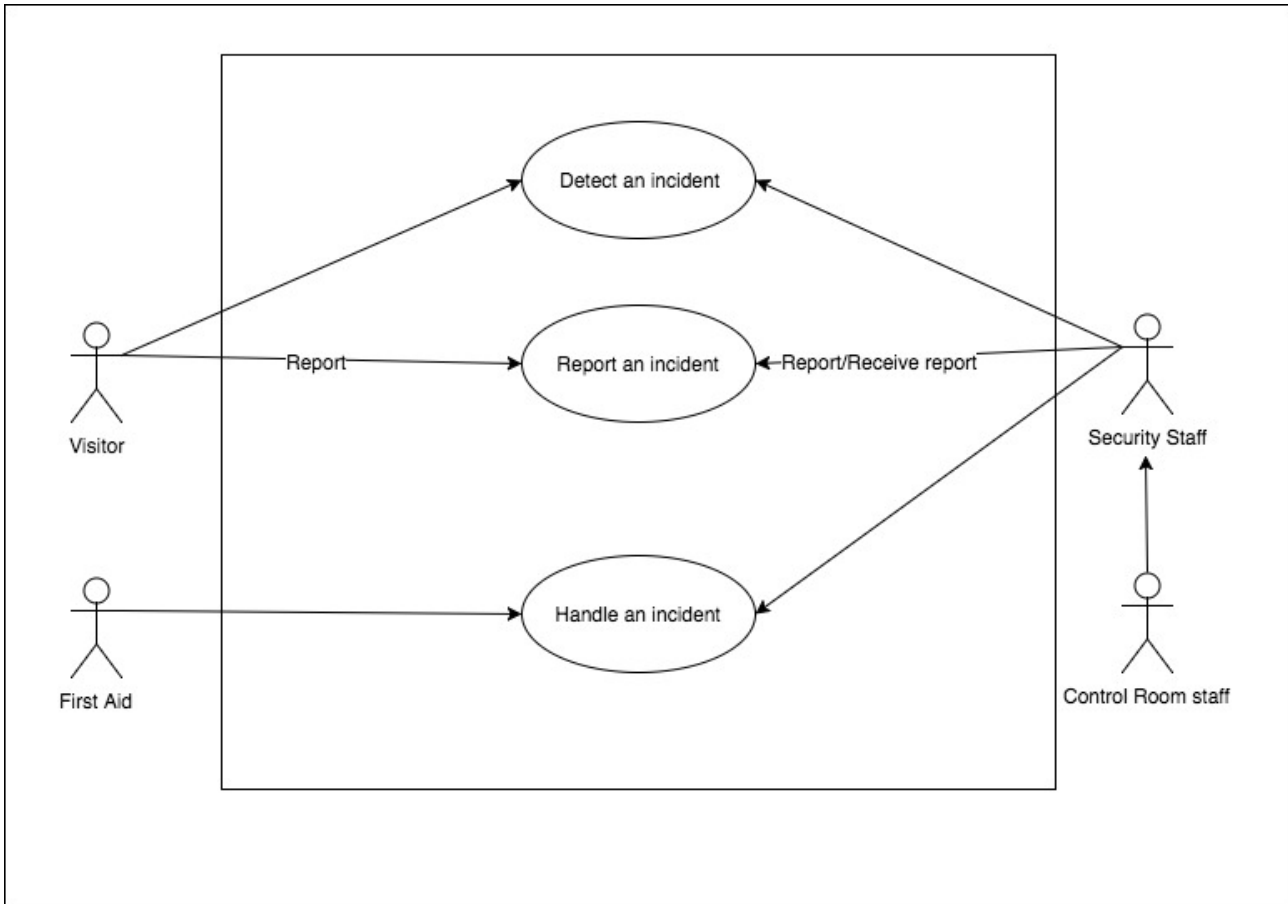 Detect an incident
Report
Report an incident
Report/Receive report
Visitor
Security Staff
Handle an incident
First Aid
Control Room staff